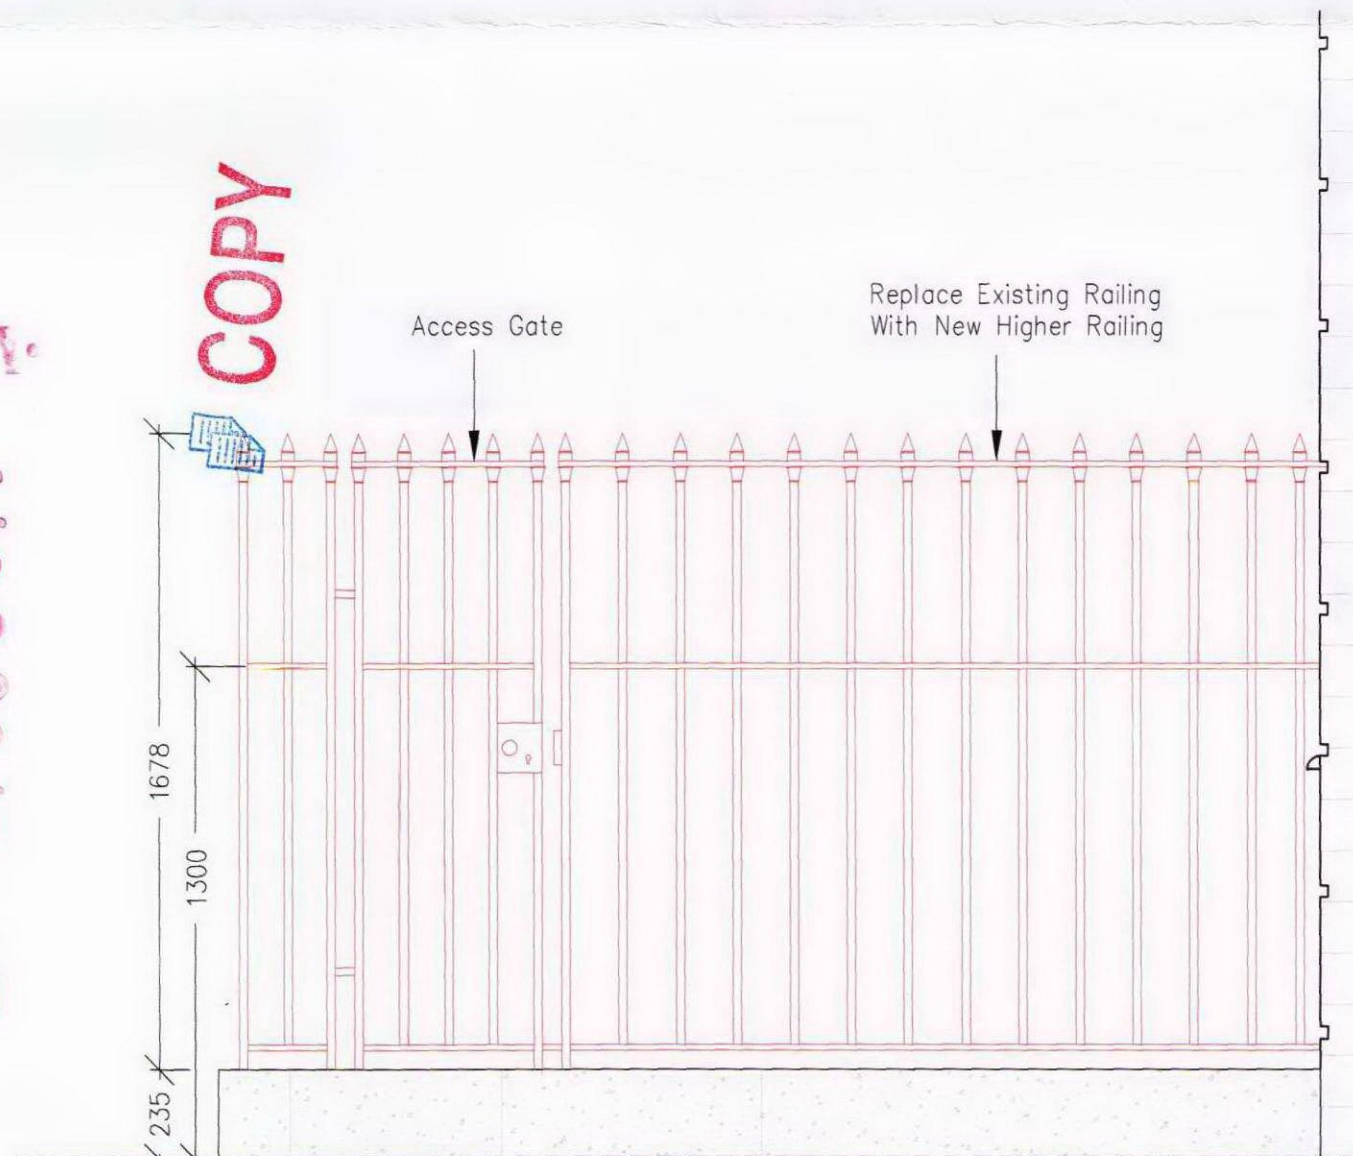 COPY
Replace Existing Railing
With New Higher Railing
Access Gate
1678
1300
235